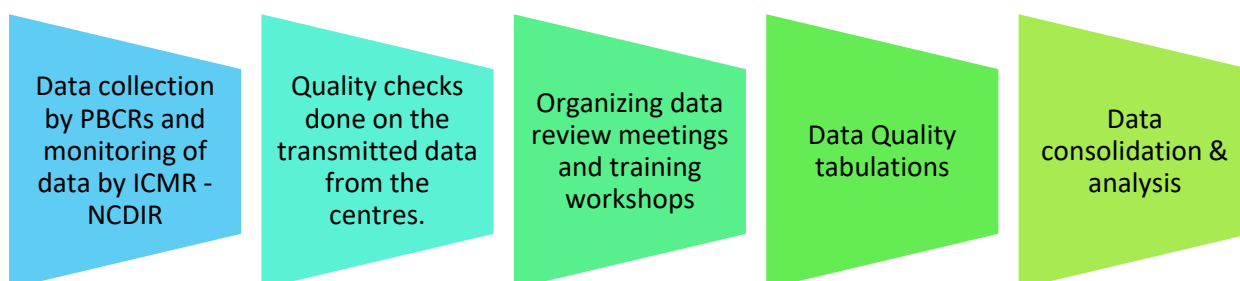 Data collection
by PBCRs and
monitoring of
data by ICMR -
NCDIR
Quality checks
done on the
transmitted data
from the
centres.
Organizing data
review meetings
and training
workshops
Data Quality
tabulations
Data
consolidation &
analysis